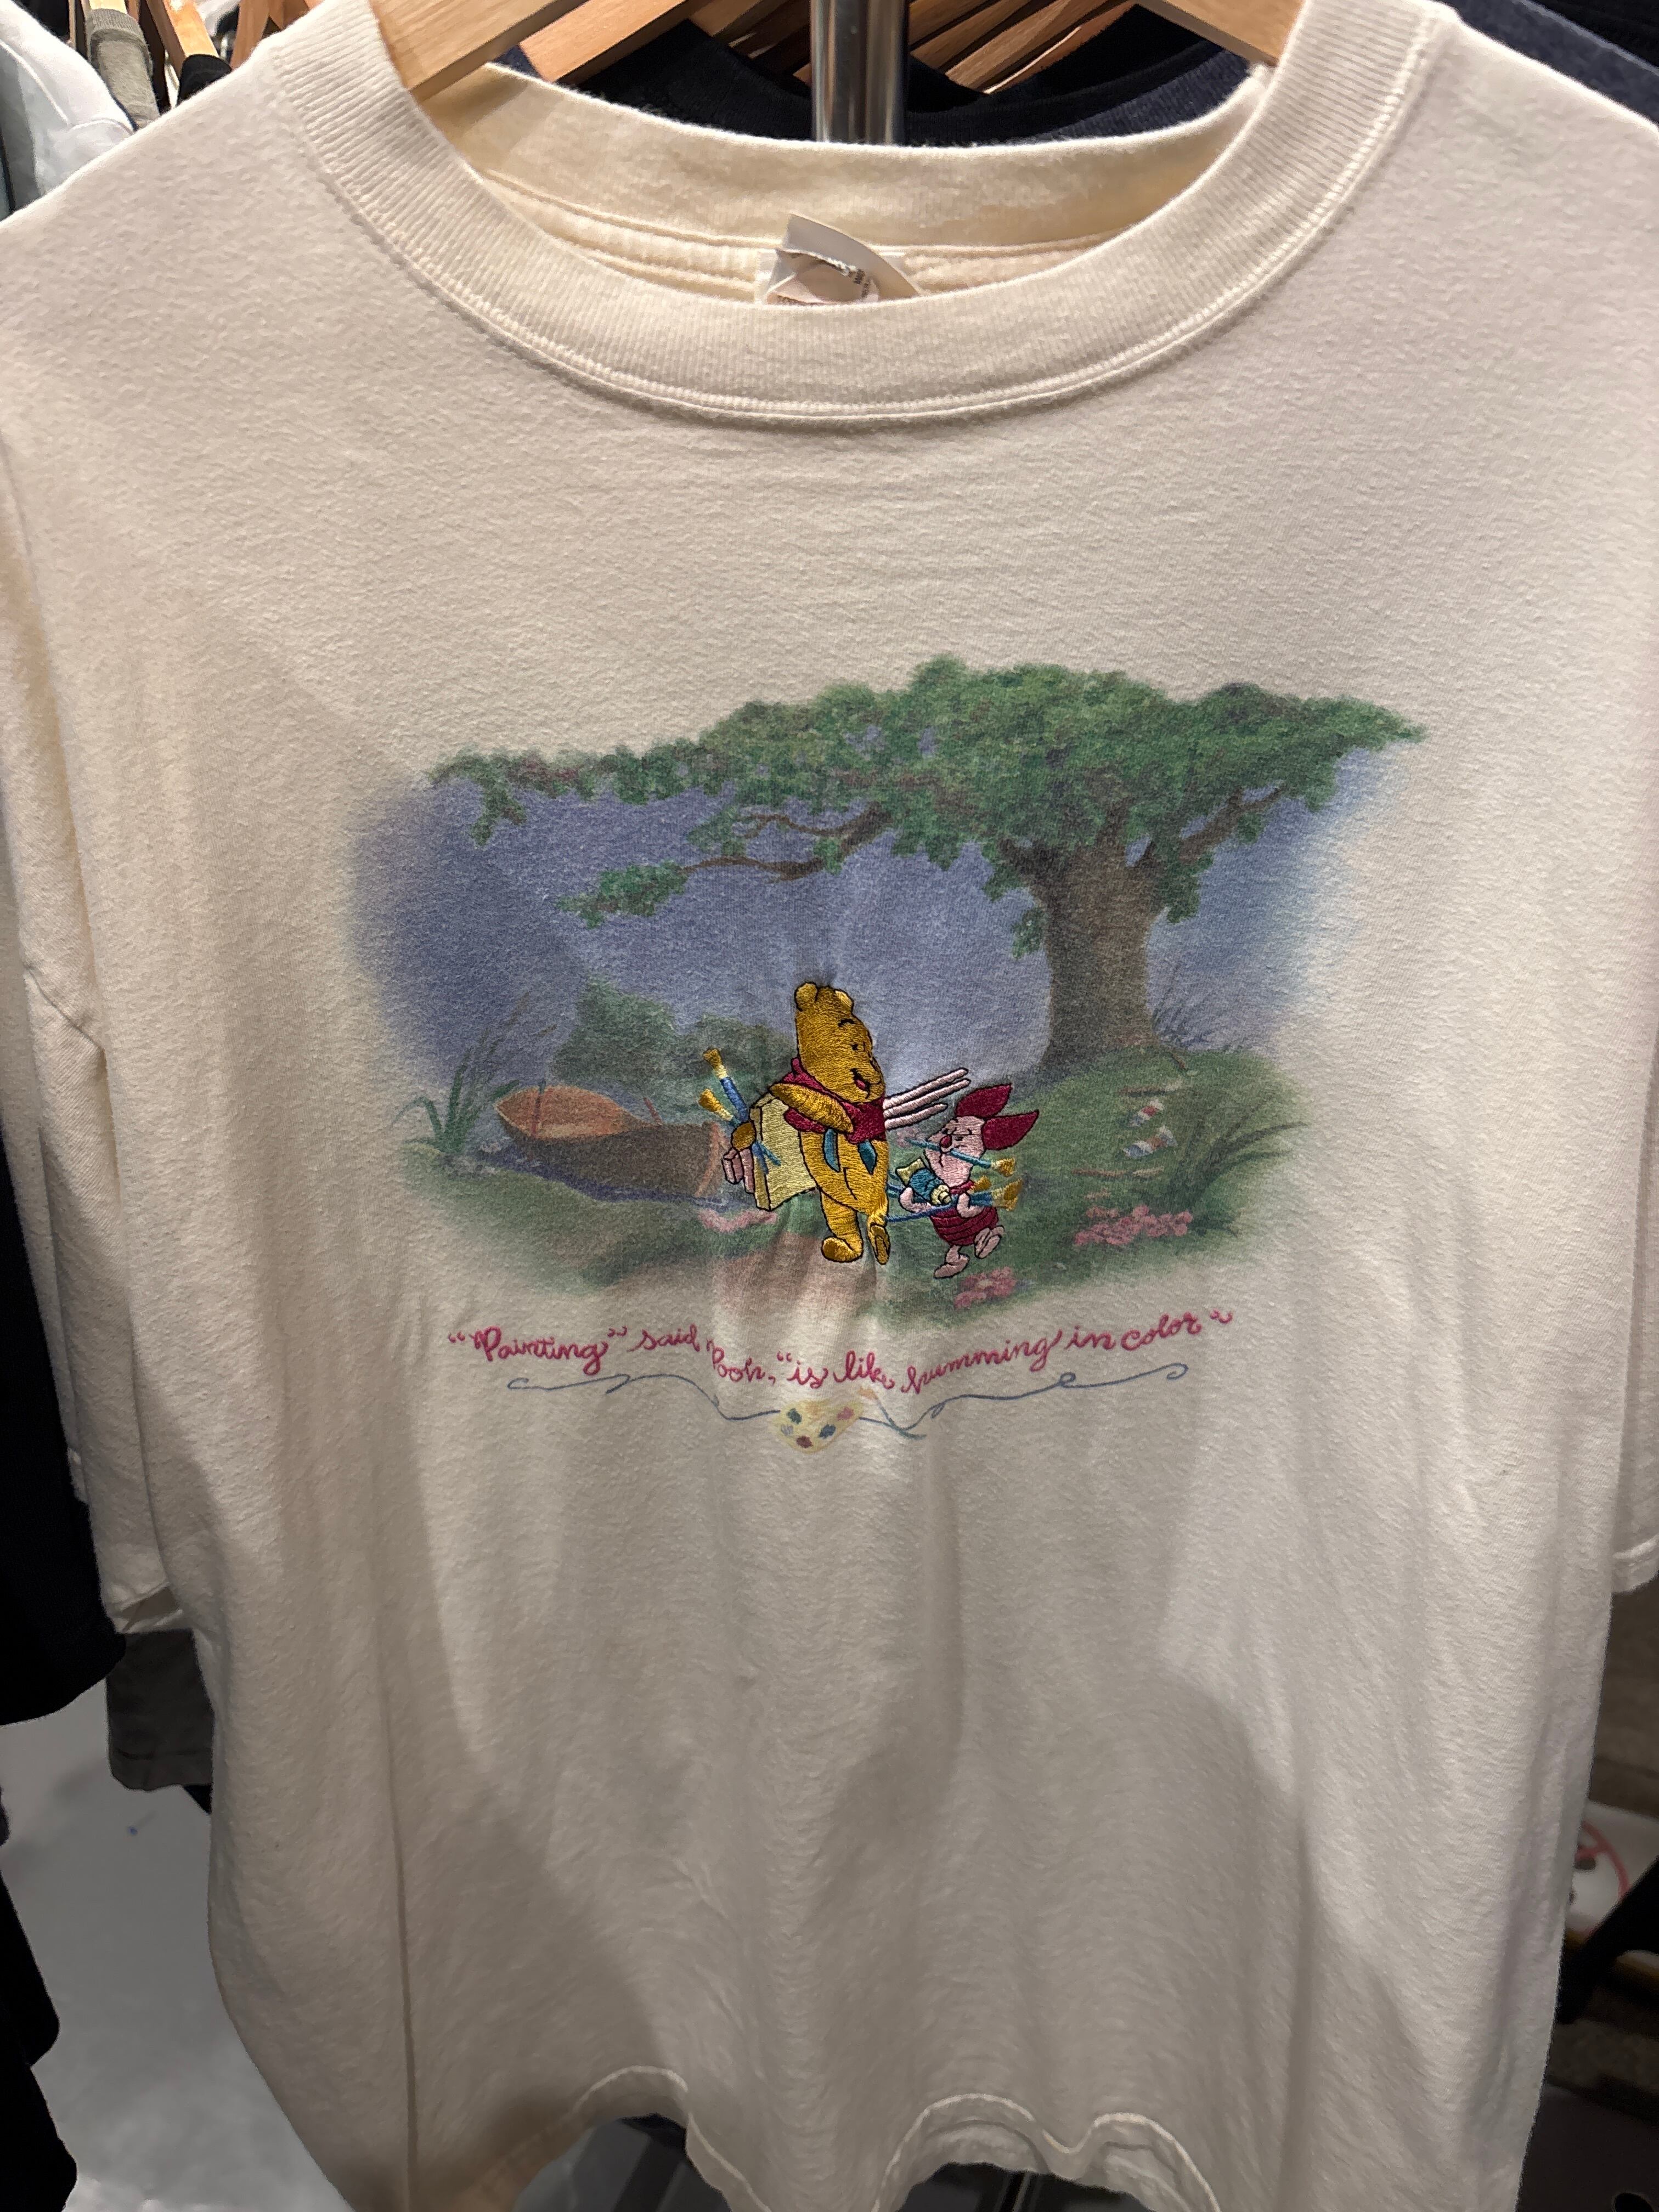 “Painting” said Pooh, “is like humming in color”